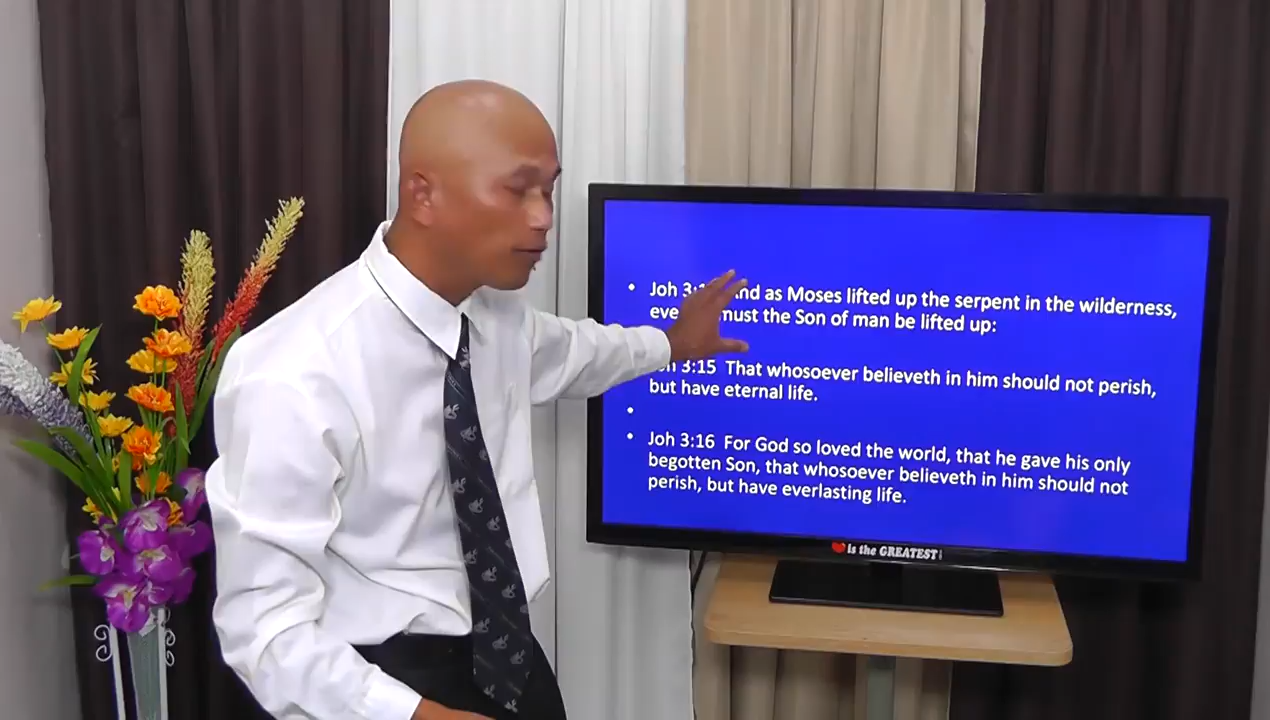 Joh 3:1 And as Moses lifted up the serpent in the wilderness,
must the Son of man be lifted up:
3:15 That whosoever believeth in him should not perish,
but have eternal life.
Joh 3:16 For God so loved the world, that he gave his only
begotten Son, that whosoever believeth in him should not
perish, but have everlasting life.
❤ is the GREATEST!